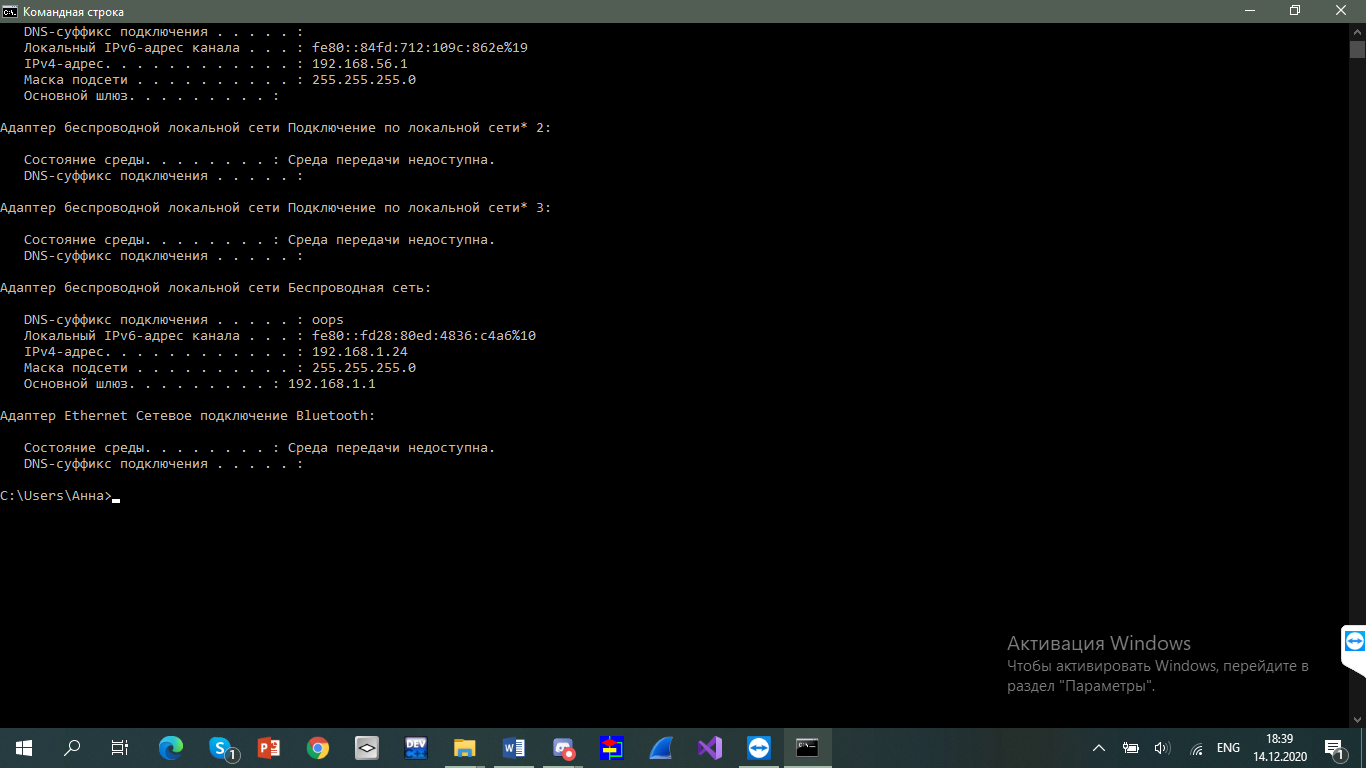 Командная строка
DNS-суффикс подключения . . . . . :
Локальный IPv6-адрес канала . . . : fe80::84fd:712:109c:862e%19
IPv4-адрес. . . . . . . . . . . . : 192.168.56.1
Маска подсети . . . . . . . . . . : 255.255.255.0
Основной шлюз. . . . . . . . . :
Адаптер беспроводной локальной сети Подключение по локальной сети* 2:
Состояние среды. . . . . . . . : Среда передачи недоступна.
DNS-суффикс подключения . . . . . :
Адаптер беспроводной локальной сети Подключение по локальной сети* 3:
Состояние среды. . . . . . . . : Среда передачи недоступна.
DNS-суффикс подключения . . . . . :
Адаптер беспроводной локальной сети Беспроводная сеть:
DNS-суффикс подключения . . . . . : oops
Локальный IPv6-адрес канала . . . : fe80::fd28:80ed:4836:c4a6%10
IPv4-адрес. . . . . . . . . . . . : 192.168.1.24
Маска подсети . . . . . . . . . . : 255.255.255.0
Основной шлюз. . . . . . . . . : 192.168.1.1
Адаптер Ethernet Сетевое подключение Bluetooth:
Состояние среды. . . . . . . . : Среда передачи недоступна.
DNS-суффикс подключения . . . . . :
C:\Users\Анна>
Активация Windows
Чтобы активировать Windows, перейдите в
раздел "Параметры".
DEV
ENG
18:39
14.12.2020
1
1